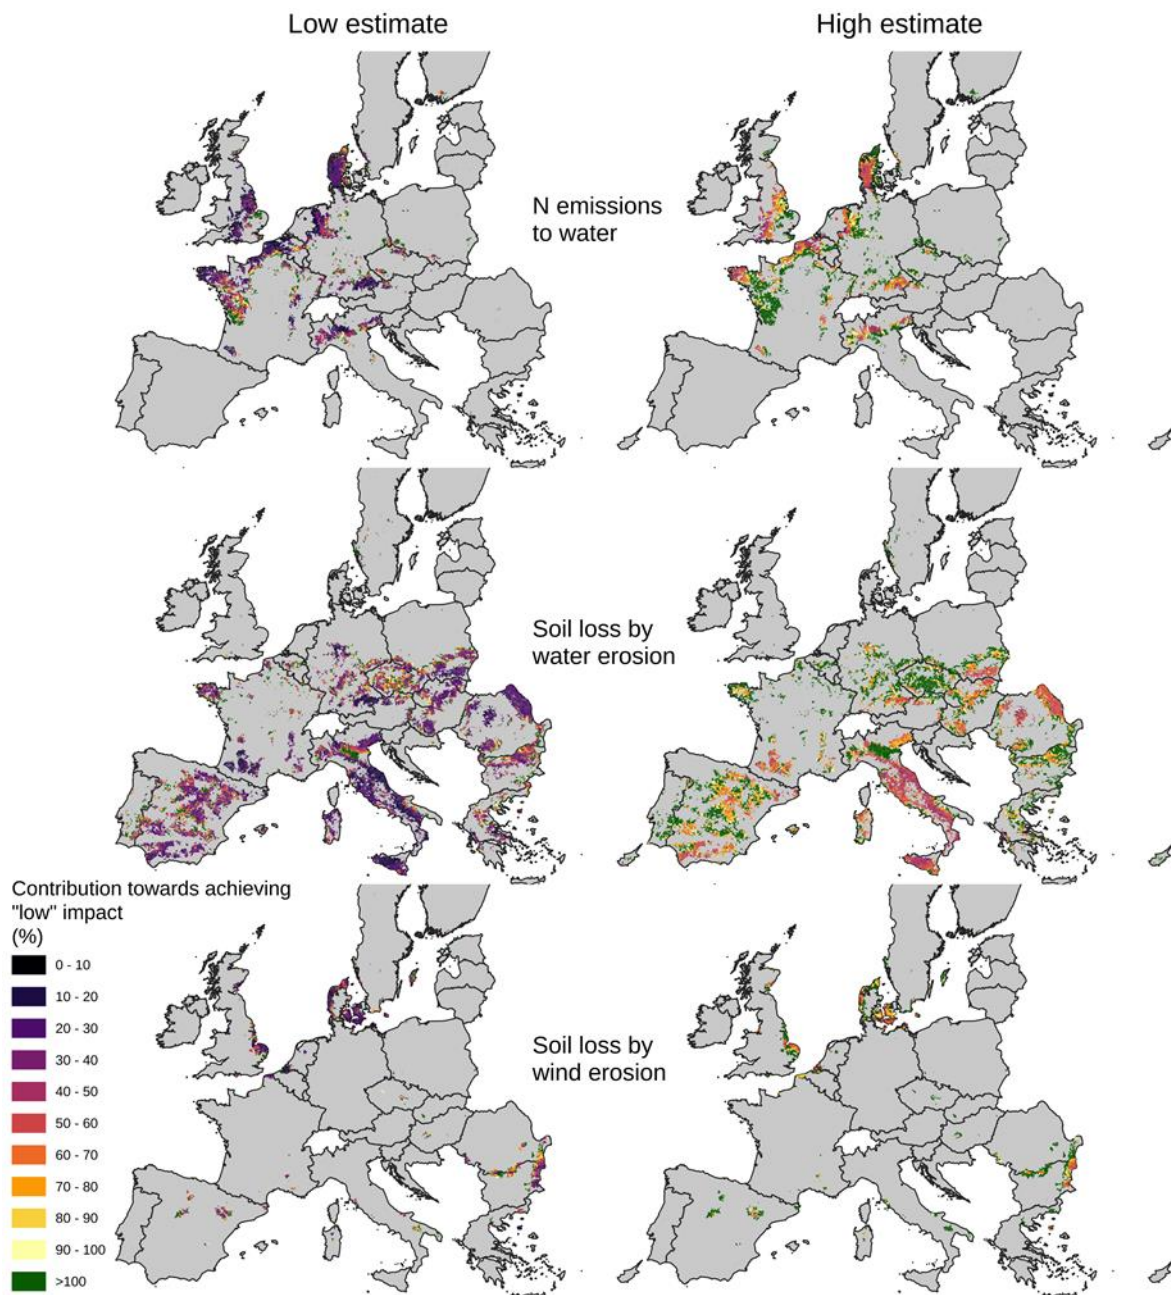 Low estimate
High estimate
N emissions
to water
Soil loss by
water erosion
Contribution towards achieving
"low" impact
(%)
0 - 10
10 - 20
20 - 30
30 - 40
40 - 50
50 - 60
60 - 70
70 - 80
80 - 90
90 - 100
>100
Soil loss by
wind erosion